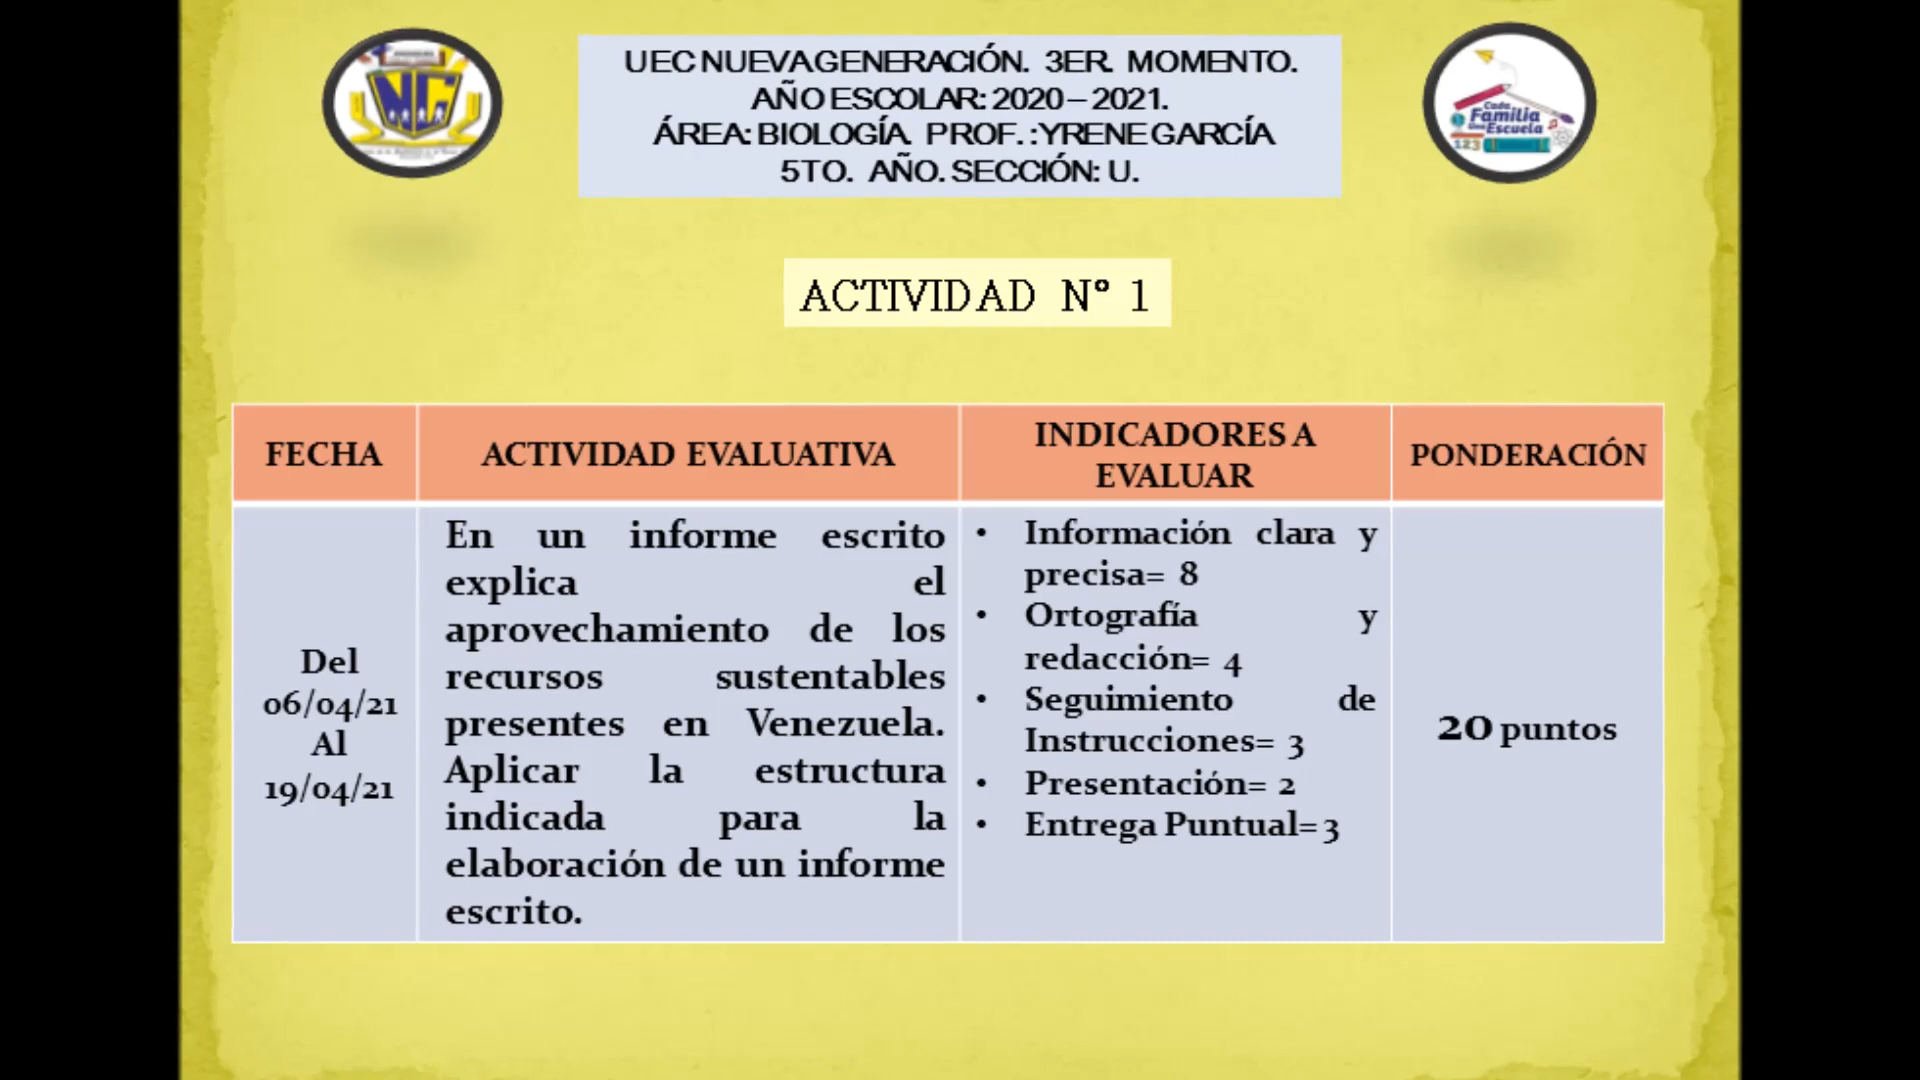 UEC NUEVA GENERACIÓN. 3ER. MOMENTO.
AÑO ESCOLAR: 2020 – 2021.
ÁREA: BIOLOGÍA. PROF. : YRENE GARCÍA
5TO. AÑO. SECCIÓN: U.
NG
Cada
Familia
Una Escuela
123
ACTIVIDAD N° 1
FECHA
ACTIVIDAD EVALUATIVA
INDICADORES A
EVALUAR
PONDERACIÓN
Del
06/04/21
Al
19/04/21
En un informe escrito
explica el
aprovechamiento de los
recursos sustentables
presentes en Venezuela.
Aplicar la estructura
indicada para la
elaboración de un informe
escrito.
• Información clara y
precisa= 8
• Ortografía y
redacción= 4
• Seguimiento de
Instrucciones= 3
• Presentación= 2
• Entrega Puntual= 3
20 puntos